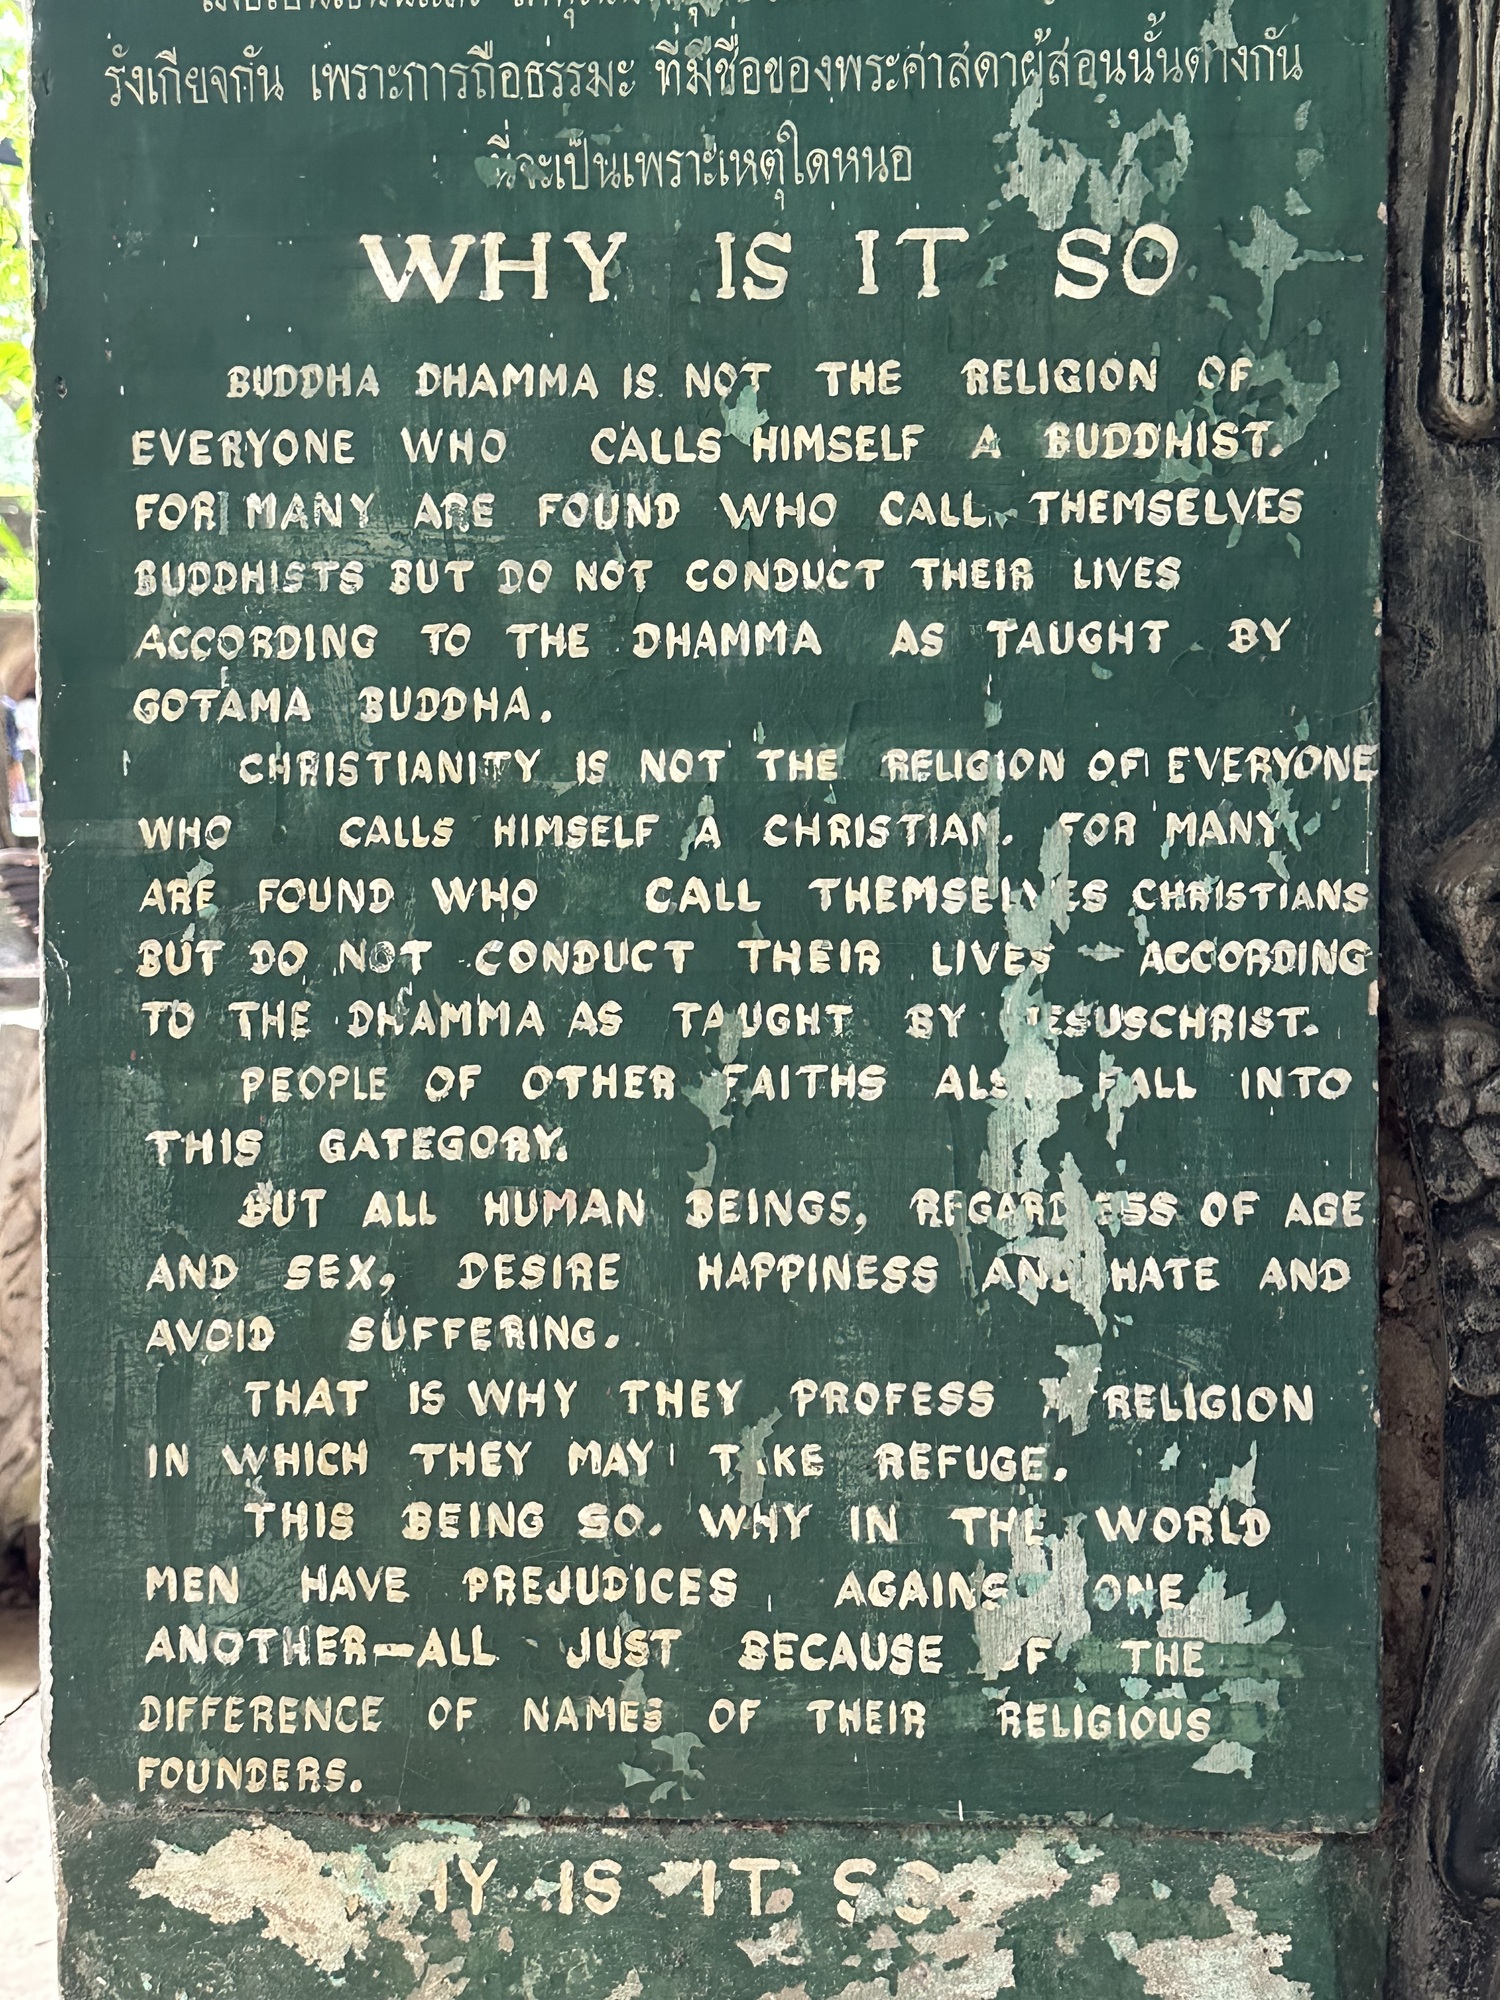 รังเกียจกัน เพราะการถือธรรมะ ที่มีชื่อของพระศาสดาผู้สอนนั้นต่างกัน
นี่จะเป็นเพราะเหตุใดหนอ
WHY IS IT SO
BUDDHA DHAMMA IS NOT THE RELIGION OF
EVERYONE WHO CALLS HIMSELF A BUDDHIST.
FOR MANY ARE FOUND WHO CALL THEMSELVES
BUDDHISTS BUT DO NOT CONDUCT THEIR LIVES
ACCORDING TO THE DHAMMA AS TAUGHT BY
GOTAMA BUDDHA.
CHRISTIANITY IS NOT THE RELIGION OF EVERYONE
WHO CALLS HIMSELF A CHRISTIAN. FOR MANY
ARE FOUND WHO CALL THEMSELVES CHRISTIANS
BUT DO NOT CONDUCT THEIR LIVES ACCORDING
TO THE DHAMMA AS TAUGHT BY JESUSCHRIST.
PEOPLE OF OTHER FAITHS ALSO FALL INTO
THIS GATEGORY.
BUT ALL HUMAN BEINGS, REGARDLESS OF AGE
AND SEX, DESIRE HAPPINESS AND HATE AND
AVOID SUFFERING.
THAT IS WHY THEY PROFESS A RELIGION
IN WHICH THEY MAY TAKE REFUGE.
THIS BEING SO. WHY IN THE WORLD
MEN HAVE PREJUDICES AGAINST ONE
ANOTHER—ALL JUST BECAUSE OF THE
DIFFERENCE OF NAMES OF THEIR RELIGIOUS
FOUNDERS.
IS IT SO